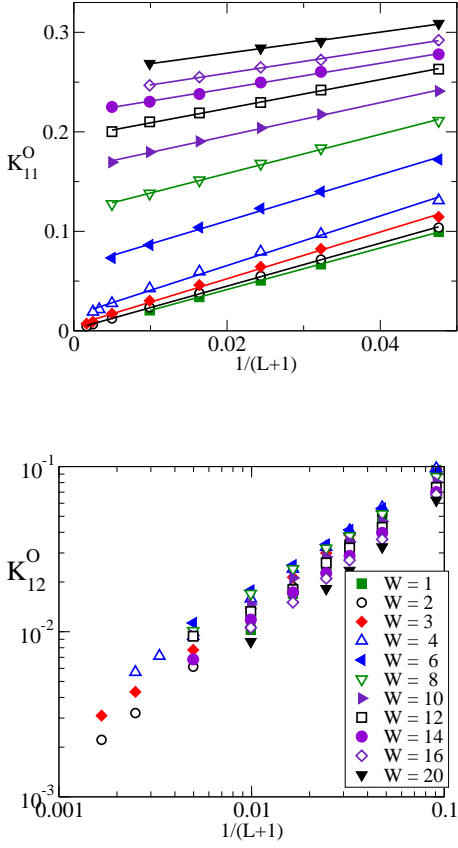 0.3
0.2
K₁₁ᴼ
0.1
0
0
0.02
0.04
1/(L+1)
10⁻¹
K₁₂ᴼ
10⁻²
10⁻³
W = 1
W = 2
W = 3
W = 4
W = 6
W = 8
W = 10
W = 12
W = 14
W = 16
W = 20
0.001
0.01
0.1
1/(L+1)